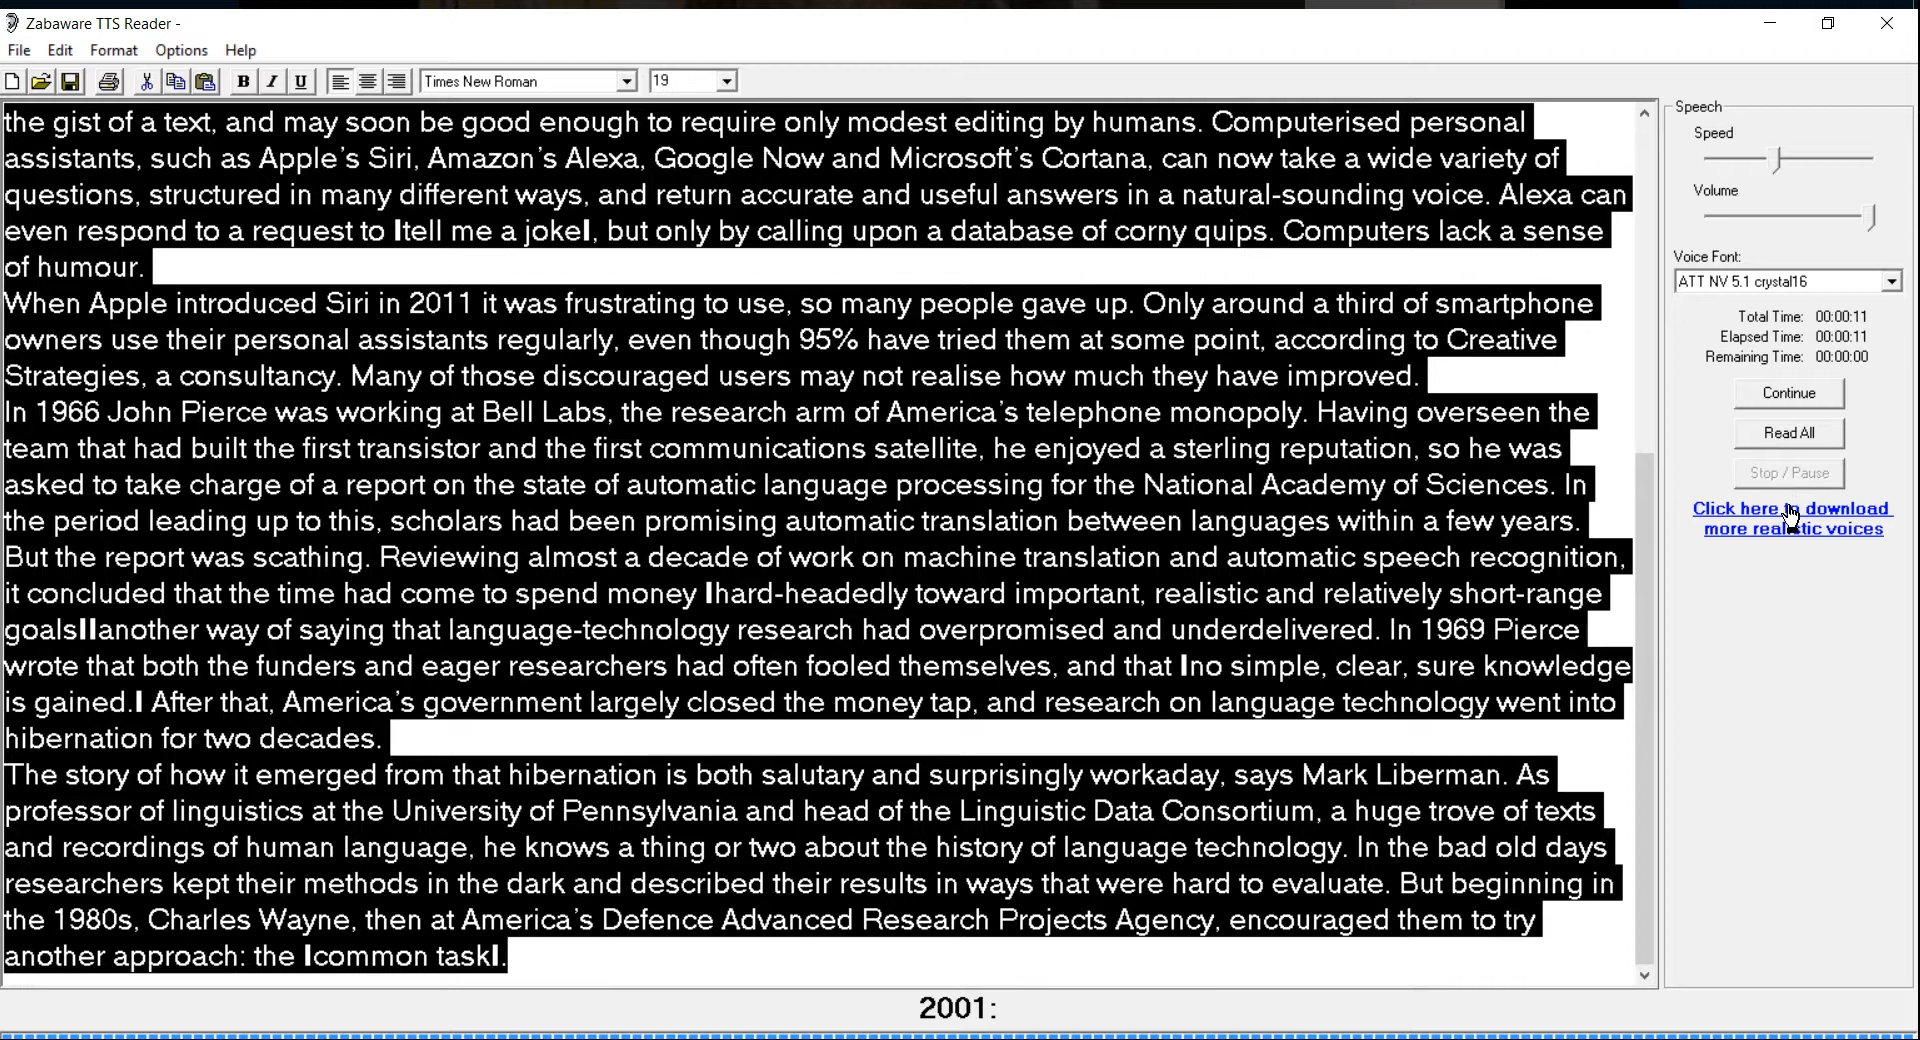 Zabaware TTS Reader -
File Edit Format Options Help
B I U Times New Roman 19
the gist of a text, and may soon be good enough to require only modest editing by humans. Computerised personal
assistants, such as Apple's Siri, Amazon's Alexa, Google Now and Microsoft's Cortana, can now take a wide variety of
questions, structured in many different ways, and return accurate and useful answers in a natural-sounding voice. Alexa can
even respond to a request to ǀtell me a jokeǀ, but only by calling upon a database of corny quips. Computers lack a sense
of humour.
When Apple introduced Siri in 2011 it was frustrating to use, so many people gave up. Only around a third of smartphone
owners use their personal assistants regularly, even though 95% have tried them at some point, according to Creative
Strategies, a consultancy. Many of those discouraged users may not realise how much they have improved.
In 1966 John Pierce was working at Bell Labs, the research arm of America's telephone monopoly. Having overseen the
team that had built the first transistor and the first communications satellite, he enjoyed a sterling reputation, so he was
asked to take charge of a report on the state of automatic language processing for the National Academy of Sciences. In
the period leading up to this, scholars had been promising automatic translation between languages within a few years.
But the report was scathing. Reviewing almost a decade of work on machine translation and automatic speech recognition,
it concluded that the time had come to spend money ǀhard-headedly toward important, realistic and relatively short-range
goalsǀǀanother way of saying that language-technology research had overpromised and underdelivered. In 1969 Pierce
wrote that both the funders and eager researchers had often fooled themselves, and that ǀno simple, clear, sure knowledge
is gained.ǀ After that, America's government largely closed the money tap, and research on language technology went into
hibernation for two decades.
The story of how it emerged from that hibernation is both salutary and surprisingly workaday, says Mark Liberman. As
professor of linguistics at the University of Pennsylvania and head of the Linguistic Data Consortium, a huge trove of texts
and recordings of human language, he knows a thing or two about the history of language technology. In the bad old days
researchers kept their methods in the dark and described their results in ways that were hard to evaluate. But beginning in
the 1980s, Charles Wayne, then at America's Defence Advanced Research Projects Agency, encouraged them to try
another approach: the ǀcommon taskǀ.
Speech
Speed
Volume
Voice Font:
ATT NV 5.1 crystal16
Total Time: 00:00:11
Elapsed Time: 00:00:11
Remaining Time: 00:00:00
Continue
Read All
Stop / Pause
Click here to download
more realistic voices
2001: